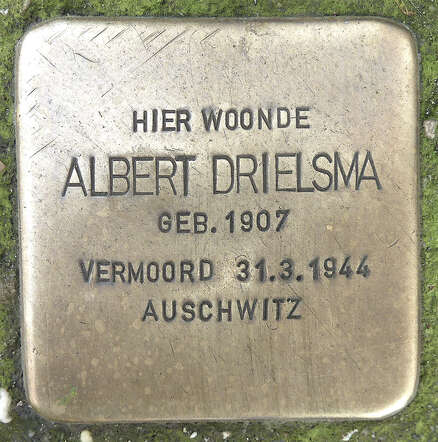 HIER WOONDE
ALBERT DRIELSMA
GEB. 1907
VERMOORD 31.3.1944
AUSCHWITZ